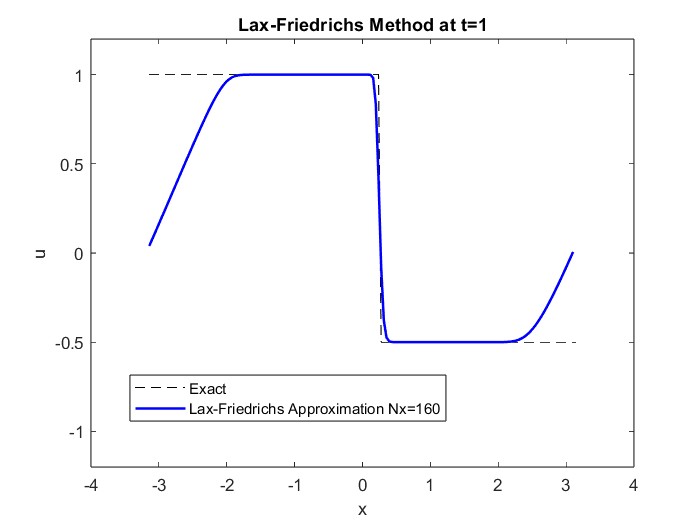 Lax-Friedrichs Method at t=1
1
0.5
0
-0.5
-1
u
Exact
Lax-Friedrichs Approximation Nx=160
-4 -3 -2 -1 0 1 2 3 4
x